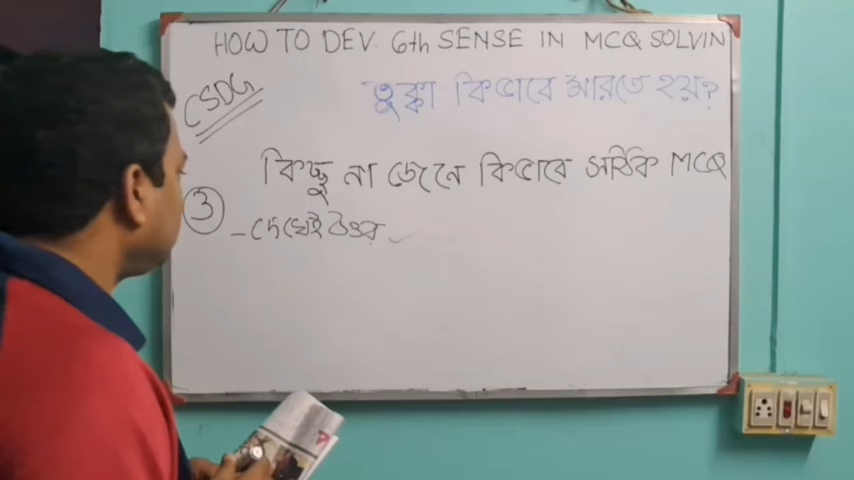 HOW TO DEV. 6th SENSE IN MCQ SOLVIN
CSDG
তুক্কা কিভাবে মারতে হয়?
কিচ্ছু না জেনে কিভাবে সঠিক MCQ
3
- দেখেই উত্তর